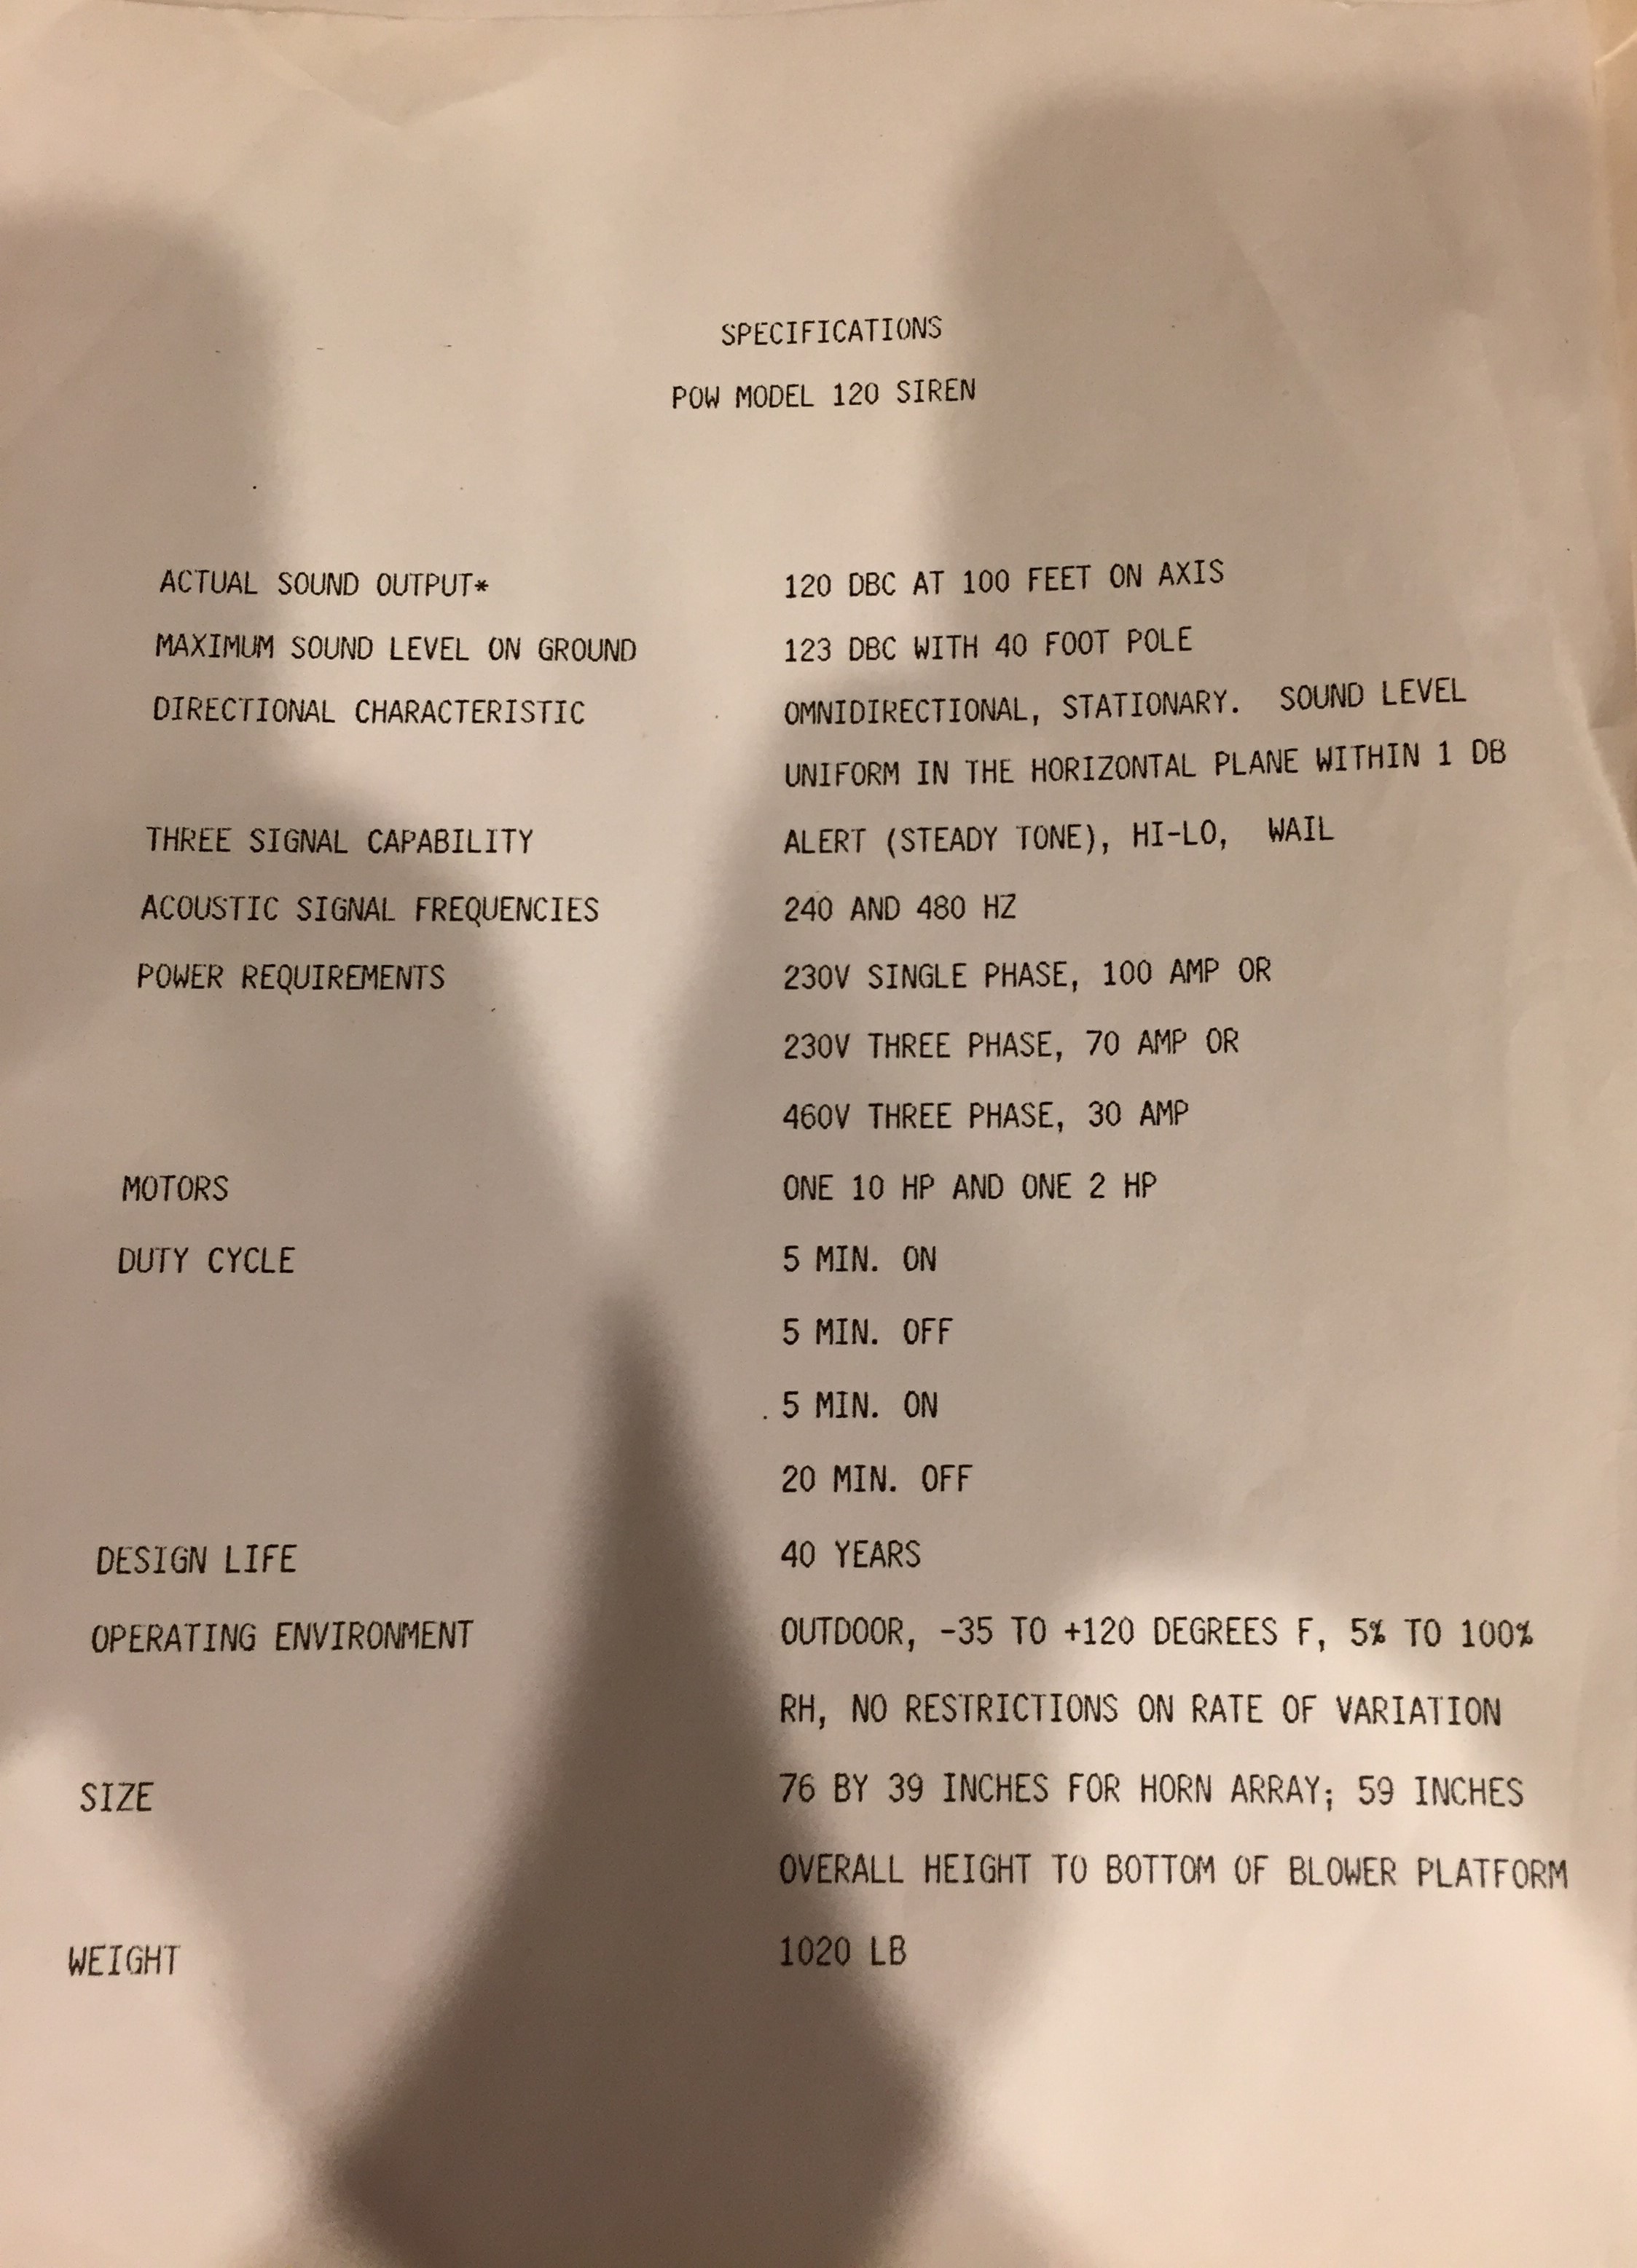 SPECIFICATIONS
POW MODEL 120 SIREN
ACTUAL SOUND OUTPUT* 120 DBC AT 100 FEET ON AXIS
MAXIMUM SOUND LEVEL ON GROUND 123 DBC WITH 40 FOOT POLE
DIRECTIONAL CHARACTERISTIC OMNIDIRECTIONAL, STATIONARY. SOUND LEVEL
UNIFORM IN THE HORIZONTAL PLANE WITHIN 1 DB
THREE SIGNAL CAPABILITY ALERT (STEADY TONE), HI-LO, WAIL
ACOUSTIC SIGNAL FREQUENCIES 240 AND 480 HZ
POWER REQUIREMENTS 230V SINGLE PHASE, 100 AMP OR
230V THREE PHASE, 70 AMP OR
460V THREE PHASE, 30 AMP
MOTORS ONE 10 HP AND ONE 2 HP
DUTY CYCLE 5 MIN. ON
5 MIN. OFF
5 MIN. ON
20 MIN. OFF
DESIGN LIFE 40 YEARS
OPERATING ENVIRONMENT OUTDOOR, -35 TO +120 DEGREES F, 5% TO 100%
RH, NO RESTRICTIONS ON RATE OF VARIATION
SIZE 76 BY 39 INCHES FOR HORN ARRAY; 59 INCHES
OVERALL HEIGHT TO BOTTOM OF BLOWER PLATFORM
WEIGHT 1020 LB